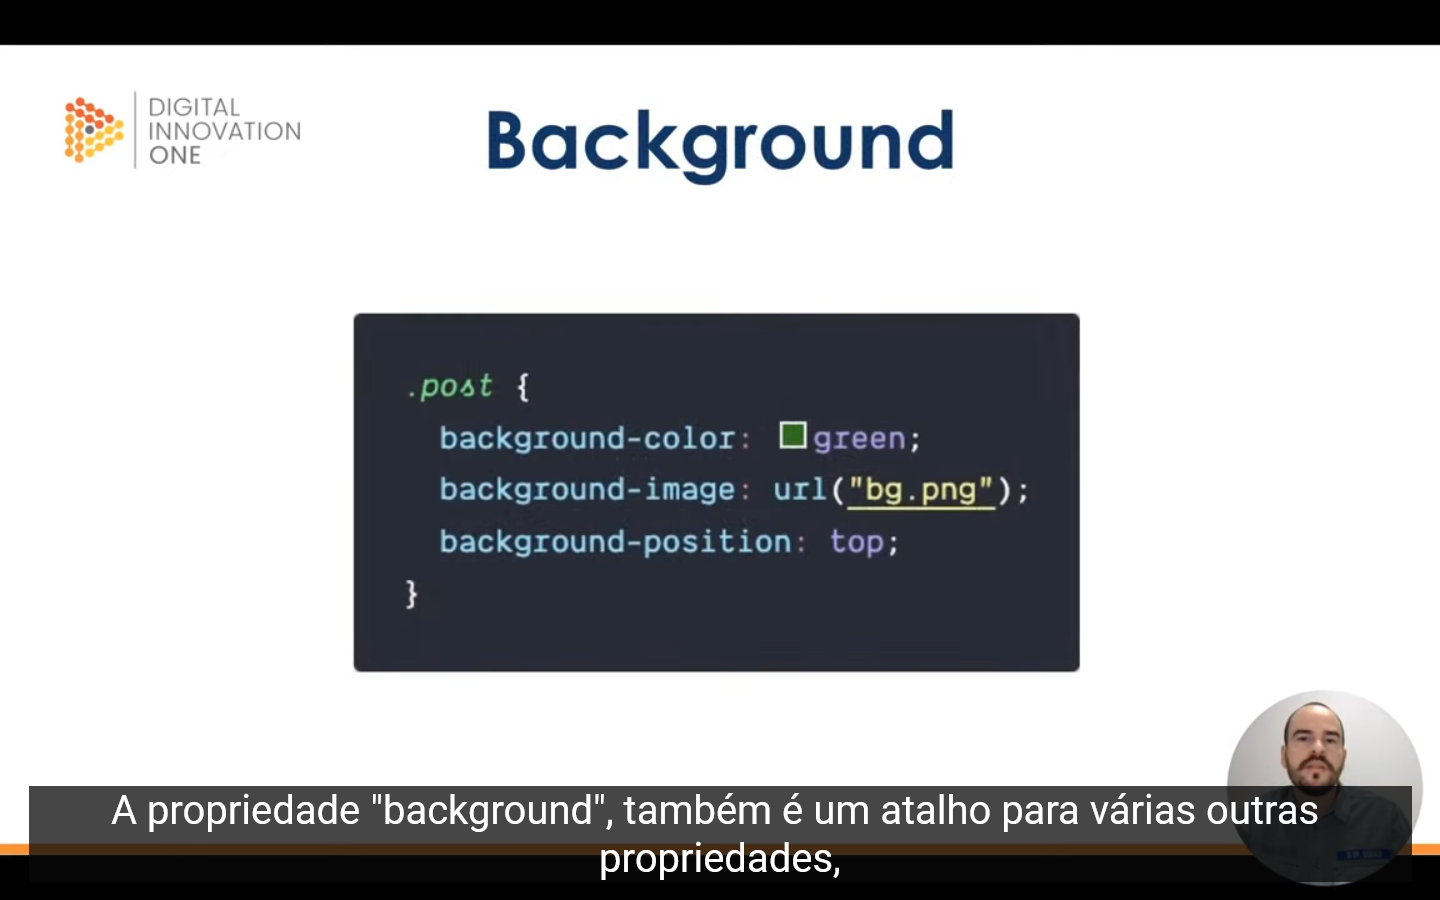 DIGITAL
INNOVATION
ONE
Background
.post {
background-color: green;
background-image: url("bg.png");
background-position: top;
}
A propriedade "background", também é um atalho para várias outras
propriedades,